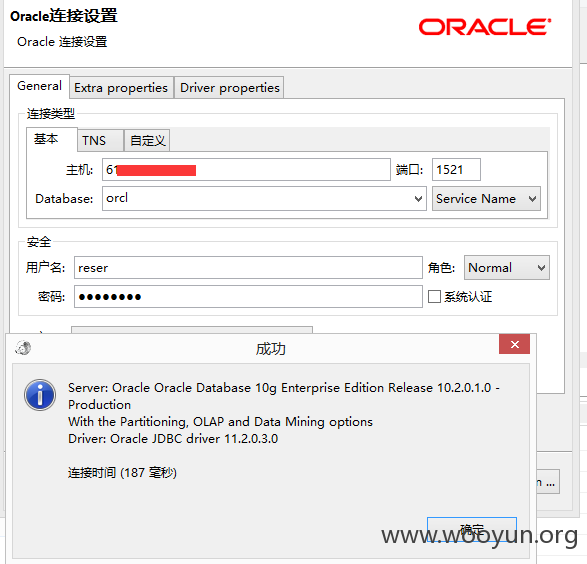 Oracle连接设置
Oracle 连接设置
ORACLE
General Extra properties Driver properties
连接类型
基本 TNS 自定义
主机: 6 端口: 1521
Database: orcl Service Name
安全
用户名: reser 角色: Normal
密码: ●●●●●●●● 系统认证
成功
Server: Oracle Oracle Database 10g Enterprise Edition Release 10.2.0.1.0 -
Production
With the Partitioning, OLAP and Data Mining options
Driver: Oracle JDBC driver 11.2.0.3.0
连接时间 (187 毫秒)
n ...
确定
www.wooyun.org